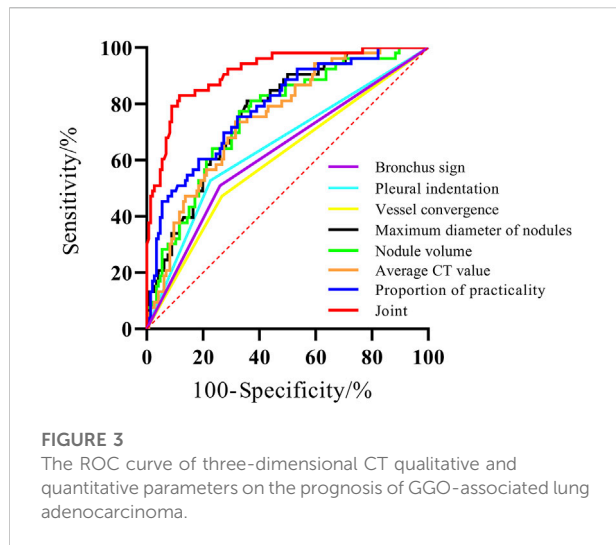 Sensitivity/%
100
80
60
40
20
0
Bronchus sign
Pleural indentation
Vessel convergence
Maximum diameter of nodules
Nodule volume
Average CT value
Proportion of practicality
Joint
0 20 40 60 80 100
100-Specificity/%
FIGURE 3
The ROC curve of three-dimensional CT qualitative and
quantitative parameters on the prognosis of GGO-associated lung
adenocarcinoma.